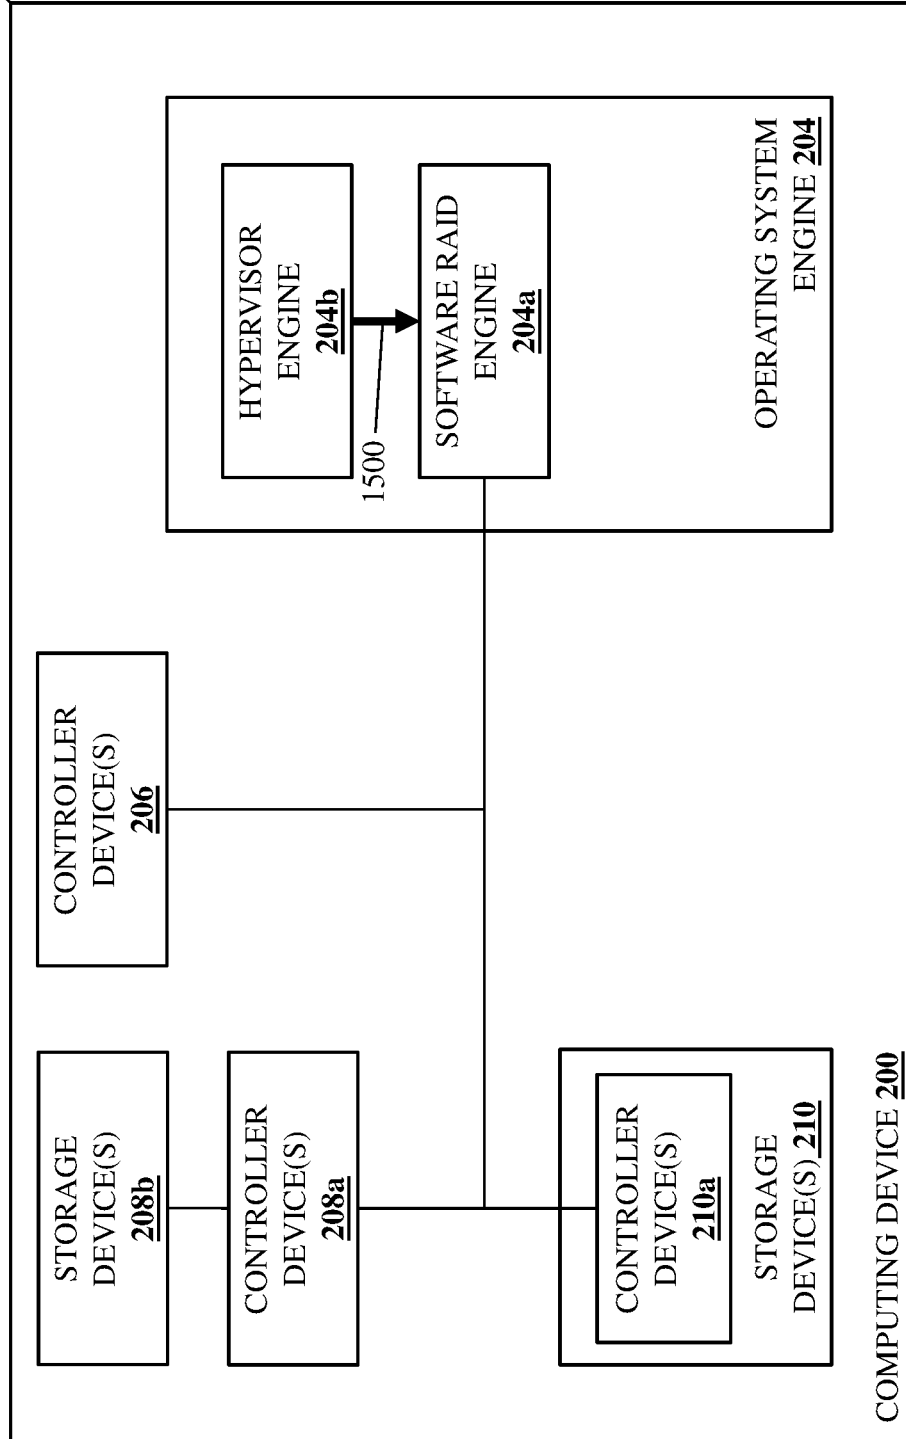 STORAGE
DEVICE(S)
208b
CONTROLLER
DEVICE(S)
206
CONTROLLER
DEVICE(S)
208a
HYPERVISOR
ENGINE
204b
1500
SOFTWARE RAID
ENGINE
204a
CONTROLLER
DEVICE(S)
210a
STORAGE
DEVICE(S) 210
OPERATING SYSTEM
ENGINE 204
COMPUTING DEVICE 200